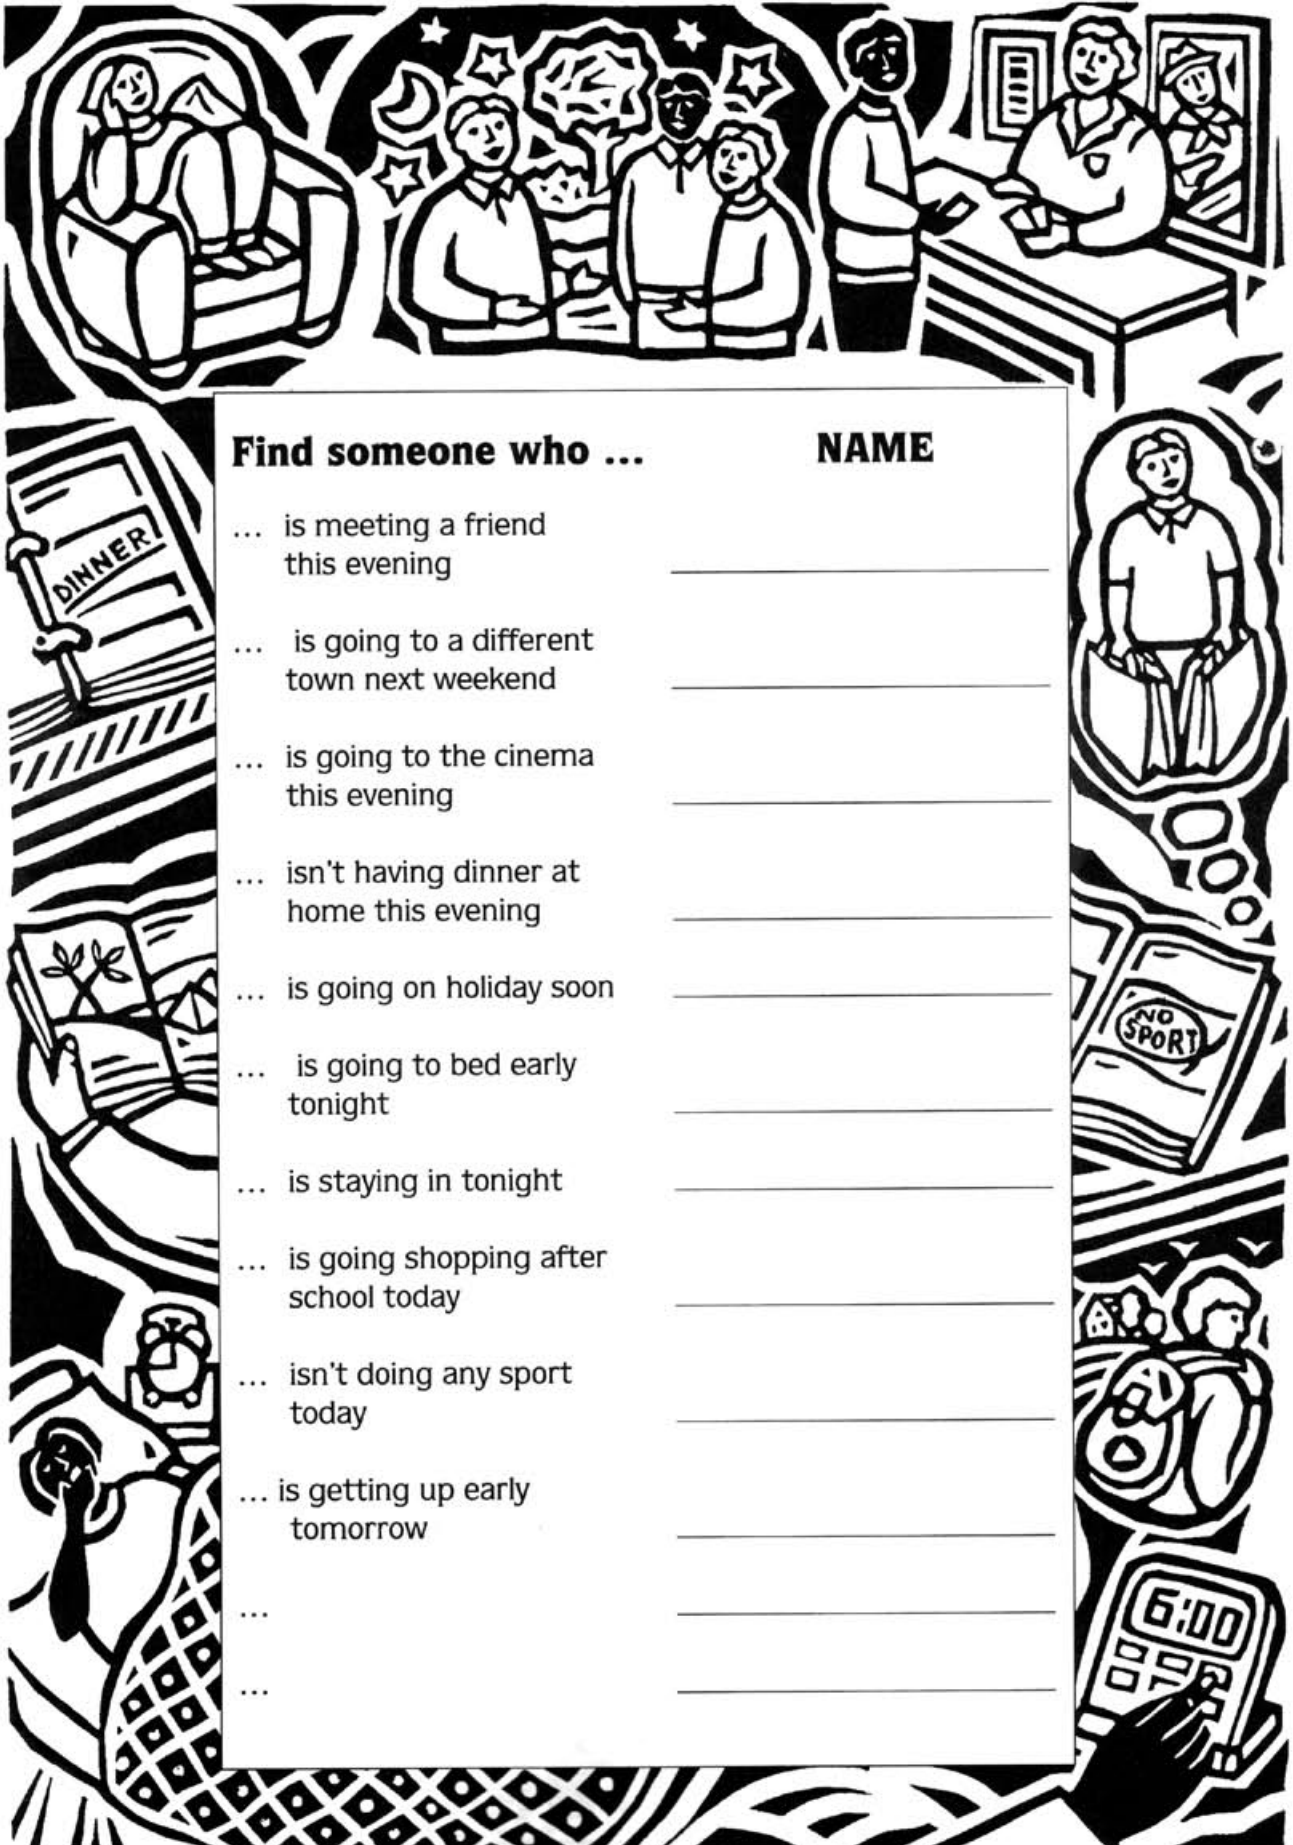 Find someone who ... NAME
... is meeting a friend
this evening
... is going to a different
town next weekend
... is going to the cinema
this evening
... isn't having dinner at
home this evening
... is going on holiday soon
... is going to bed early
tonight
... is staying in tonight
... is going shopping after
school today
... isn't doing any sport
today
... is getting up early
tomorrow
...
...
DINNER
NO
SPORT
6:00